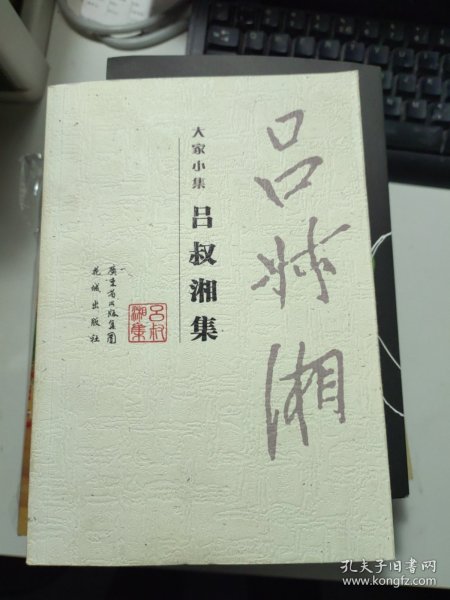 吕叔湘
大家小集
吕叔湘集
吕叔湘集
广东省出版集团
花城出版社
孔夫子旧书网
www.kongfz.com